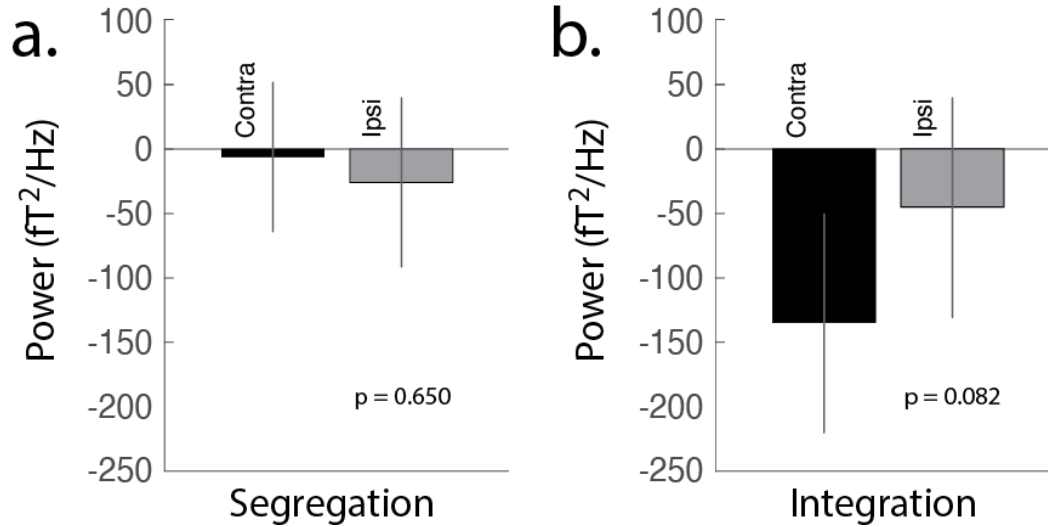 a.
Power (fT²/Hz)
100
50
0
-50
-100
-150
-200
-250
Contra
Ipsi
p = 0.650
Segregation
b.
Power (fT²/Hz)
100
50
0
-50
-100
-150
-200
-250
Contra
Ipsi
p = 0.082
Integration